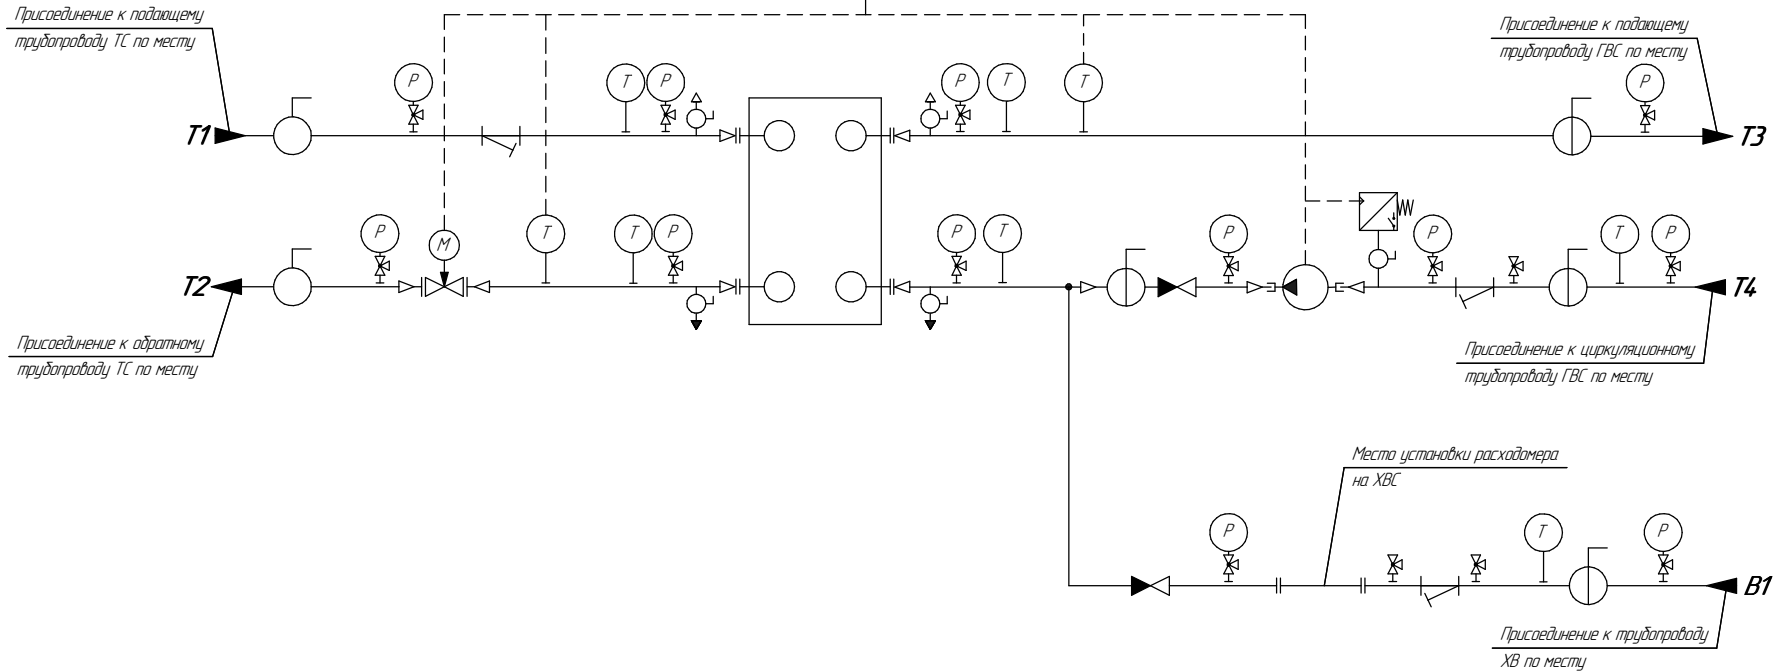 Присоединение к подающему
трубопроводу ТС по месту
Присоединение к подающему
трубопроводу ГВС по месту
P
T
P
P
T
T
P
T1
T3
P
M
T
T
P
P
T
P
P
T
P
T2
T4
Присоединение к обратному
трубопроводу ТС по месту
Присоединение к циркуляционному
трубопроводу ГВС по месту
Место установки расходомера
на ХВС
P
T
P
B1
Присоединение к трубопроводу
ХВ по месту